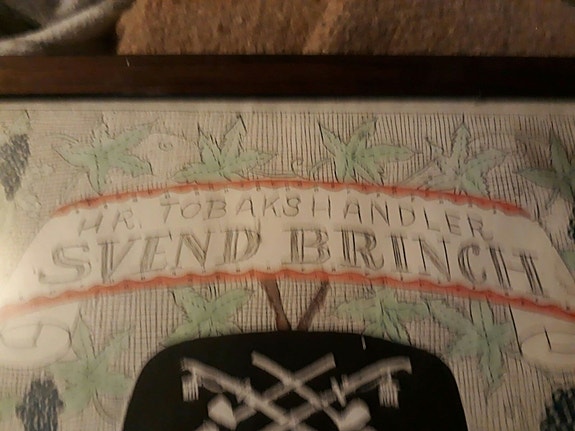 HR. TOBAKSHANDLER
SVEND BRINCH